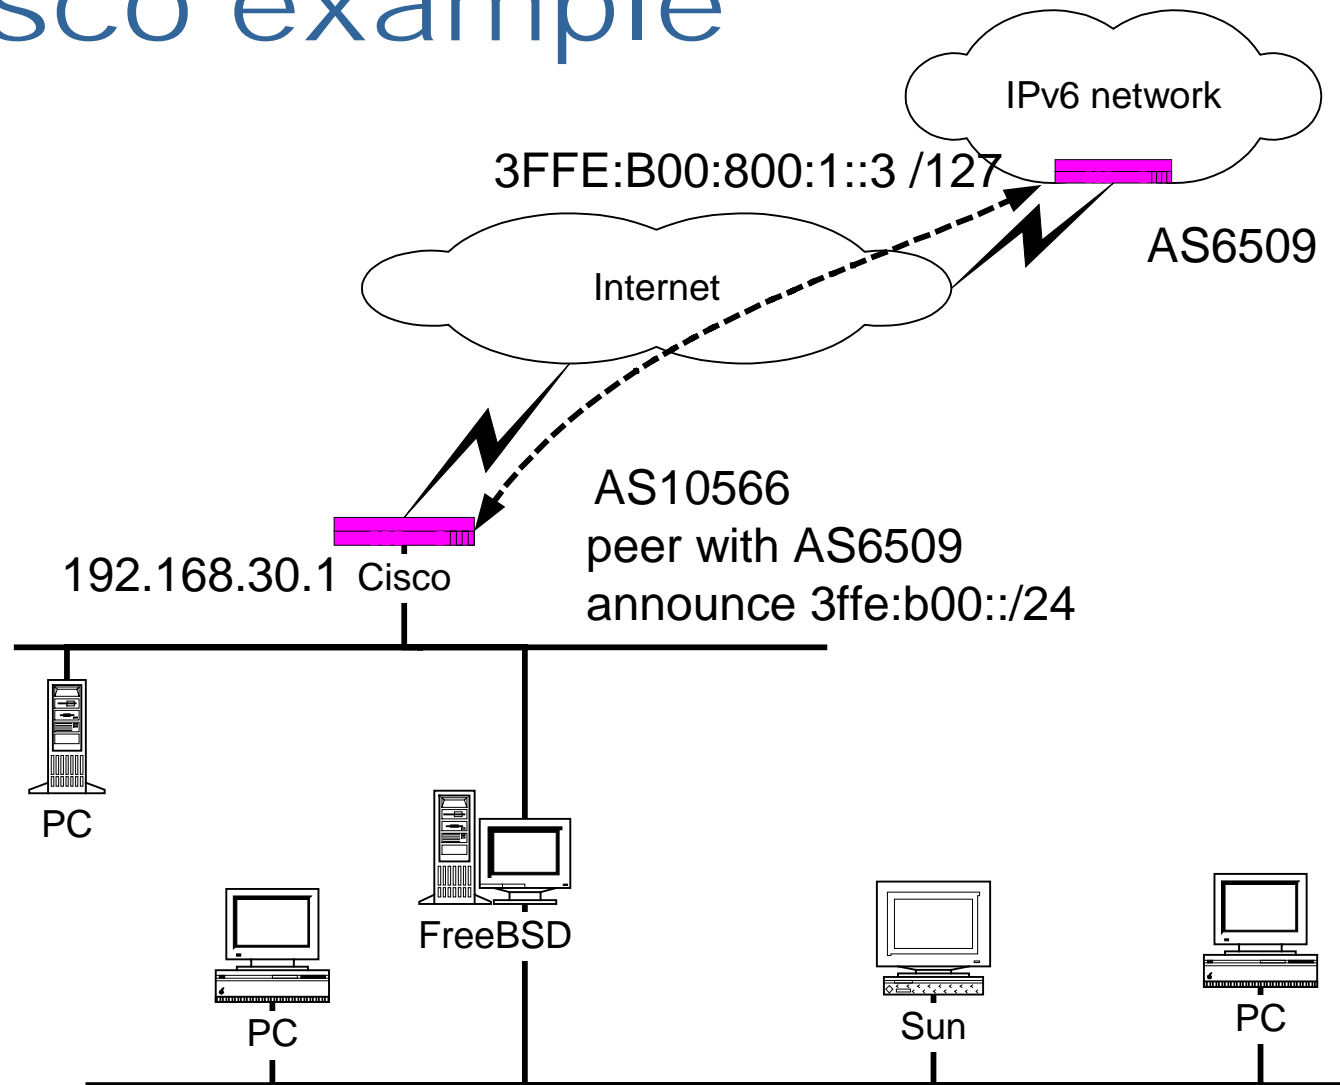 sco example
IPv6 network
3FFE:B00:800:1::3 /127
AS6509
Internet
AS10566
peer with AS6509
announce 3ffe:b00::/24
192.168.30.1
Cisco
PC
FreeBSD
PC
Sun
PC